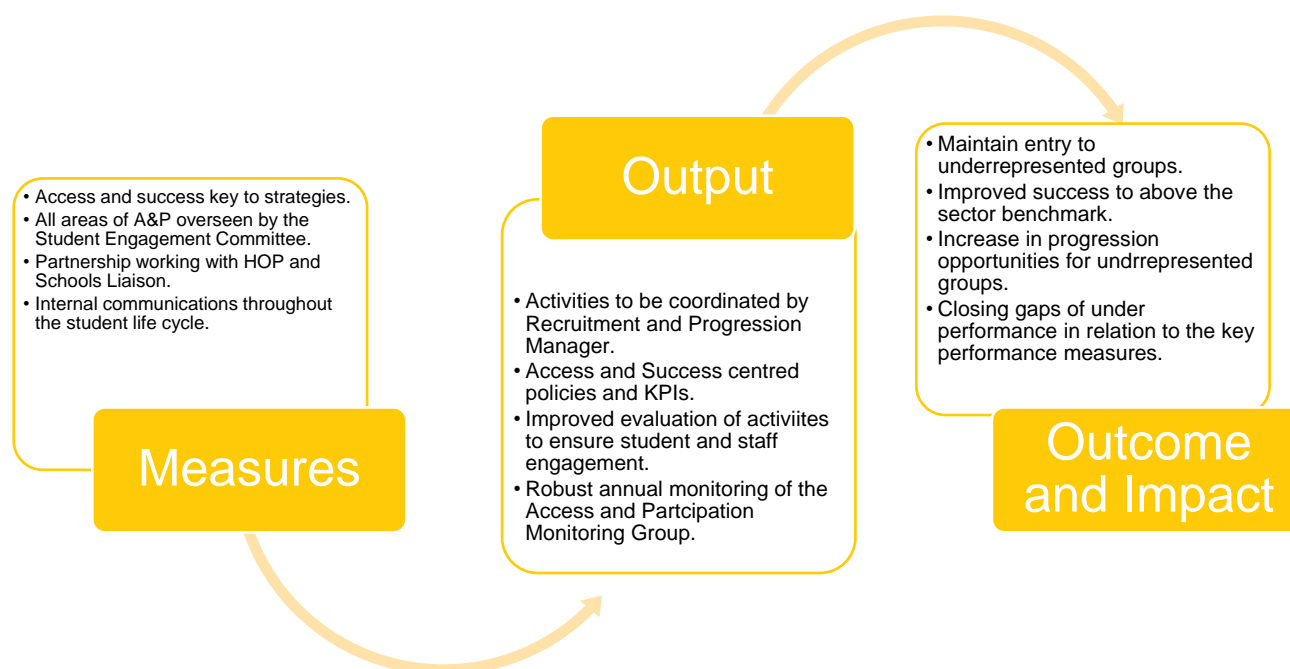 • Access and success key to strategies.
• All areas of A&P overseen by the
Student Engagement Committee.
• Partnership working with HOP and
Schools Liaison.
• Internal communications throughout
the student life cycle.
Measures
Output
• Activities to be coordinated by
Recruitment and Progression
Manager.
• Access and Success centred
policies and KPIs.
• Improved evaluation of activiites
to ensure student and staff
engagement.
• Robust annual monitoring of the
Access and Partcipation
Monitoring Group.
• Maintain entry to
underrepresented groups.
• Improved success to above the
sector benchmark.
• Increase in progression
opportunities for undrrepresented
groups.
• Closing gaps of under
performance in relation to the key
performance measures.
Outcome
and Impact